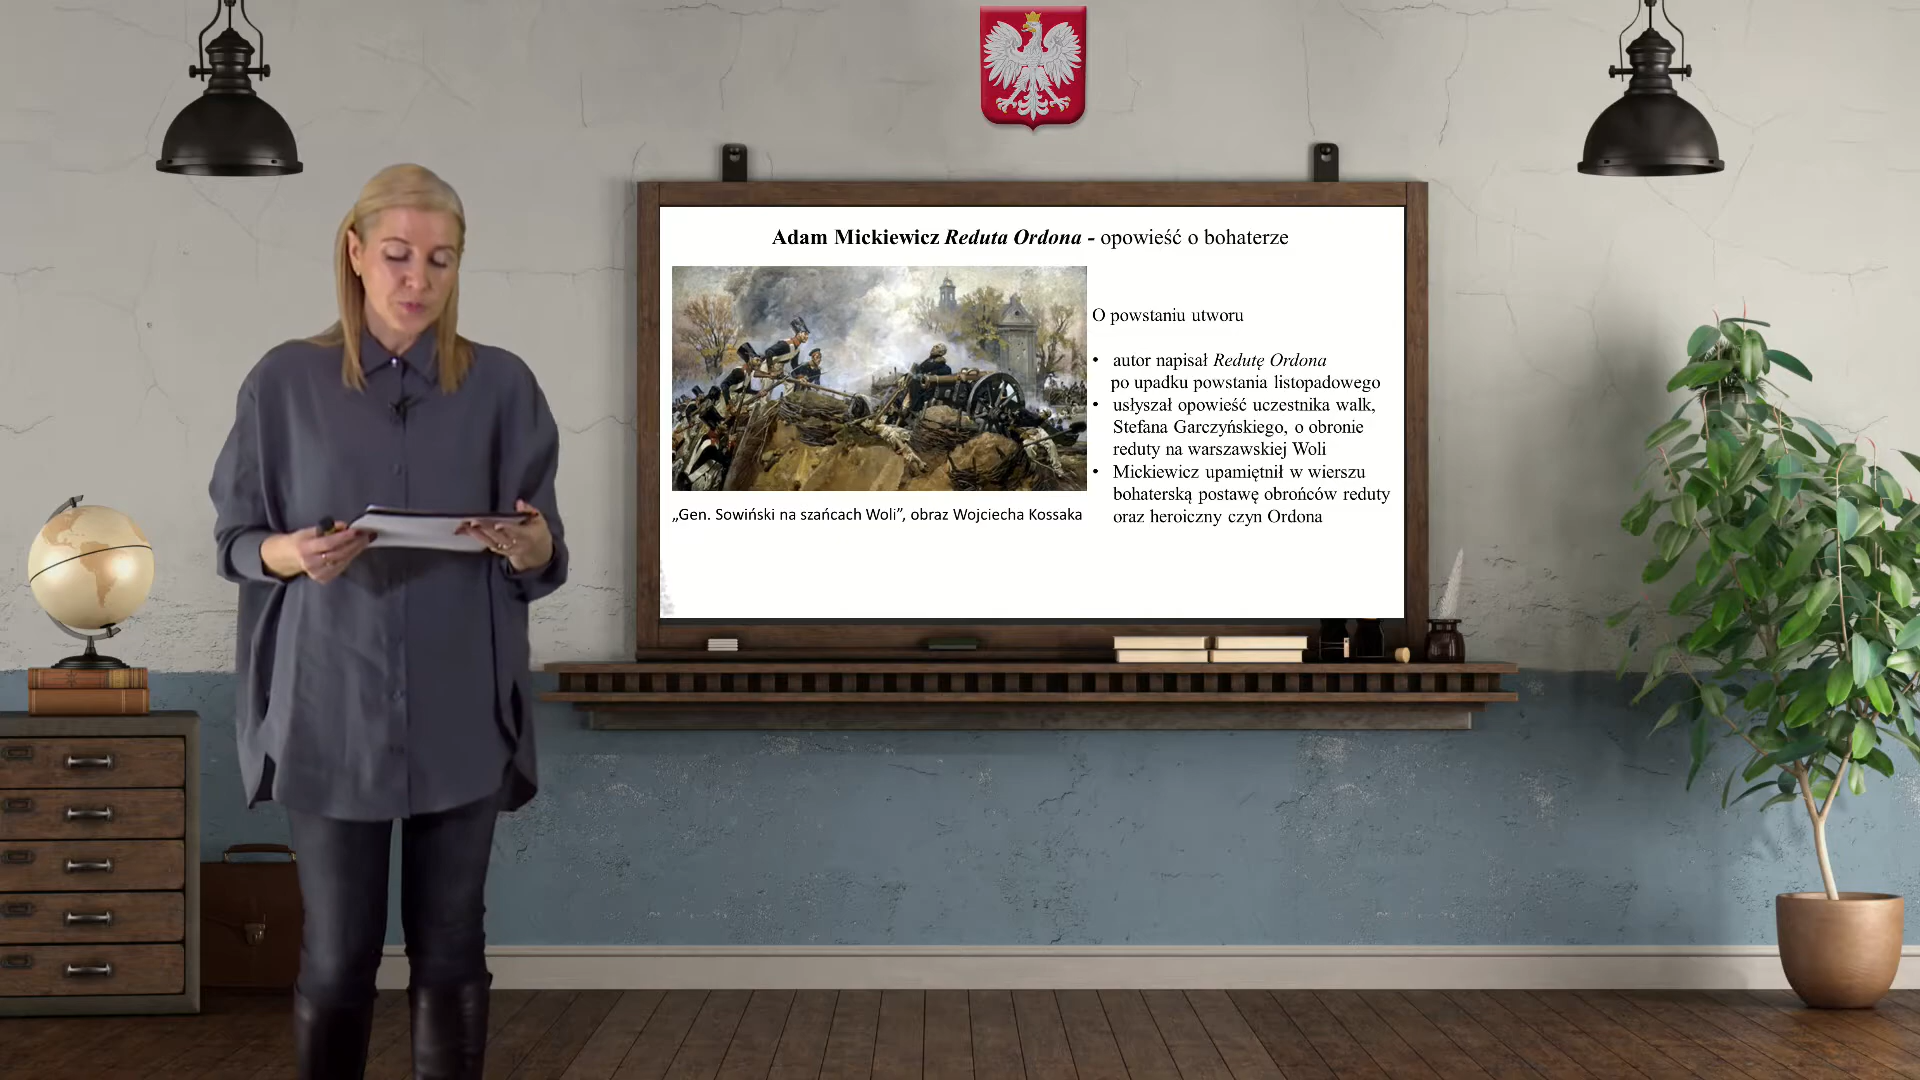 Adam Mickiewicz Reduta Ordona - opowieść o bohaterze
O powstaniu utworu
• autor napisał Redutę Ordona
po upadku powstania listopadowego
• usłyszał opowieść uczestnika walk,
Stefana Garczyńskiego, o obronie
reduty na warszawskiej Woli
• Mickiewicz upamiętnił w wierszu
bohaterską postawę obrońców reduty
oraz heroiczny czyn Ordona
„Gen. Sowiński na szańcach Woli”, obraz Wojciecha Kossaka